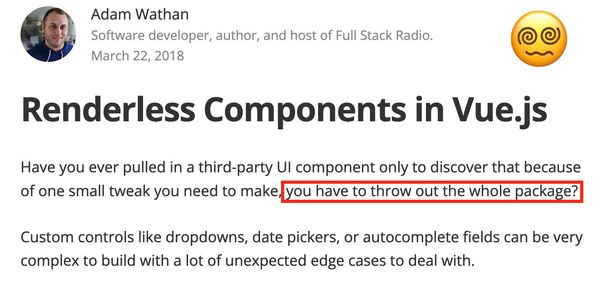 Adam Wathan
Software developer, author, and host of Full Stack Radio.
March 22, 2018
Renderless Components in Vue.js
Have you ever pulled in a third-party UI component only to discover that because
of one small tweak you need to make, you have to throw out the whole package?
Custom controls like dropdowns, date pickers, or autocomplete fields can be very
complex to build with a lot of unexpected edge cases to deal with.